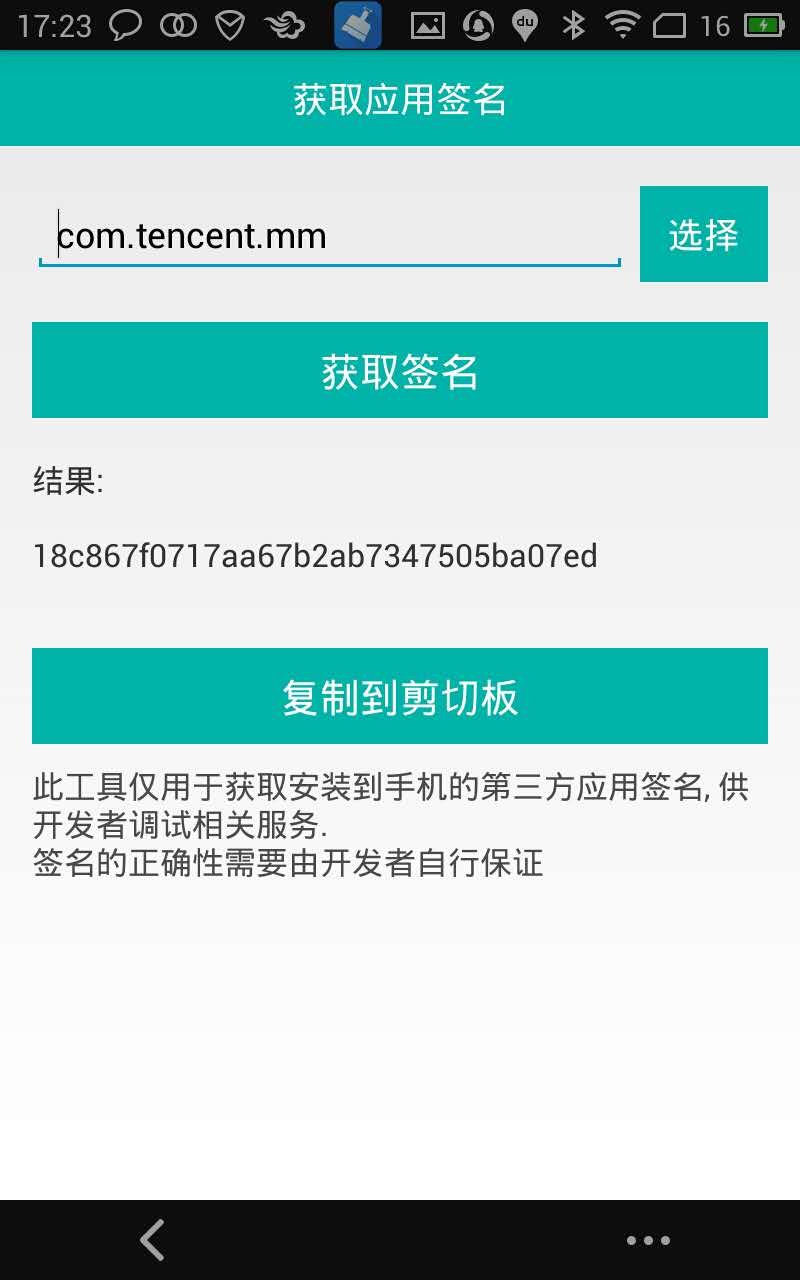 17:23
du
16
获取应用签名
com.tencent.mm
选择
获取签名
结果:
18c867f0717aa67b2ab7347505ba07ed
复制到剪切板
此工具仅用于获取安装到手机的第三方应用签名, 供
开发者调试相关服务.
签名的正确性需要由开发者自行保证